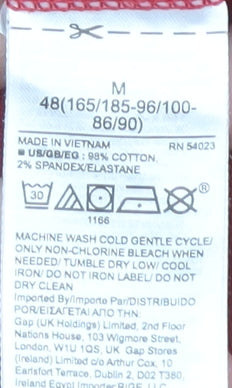 M
48(165/185-96/100-
86/90)
MADE IN VIETNAM RN 54023
US/GB/EG : 98% COTTON,
2% SPANDEX/ELASTANE
30
®
1166
MACHINE WASH COLD GENTLE CYCLE/
ONLY NON-CHLORINE BLEACH WHEN
NEEDED/ TUMBLE DRY LOW/ COOL
IRON/ DO NOT IRON LABEL/ DO NOT
DRY CLEAN
Imported By/Importe Par/DISTRIBUIDO
POR/ΕΙΣΑΓΕΤΑΙ ΑΠΟ ΤΗΝ:
Gap (UK Holdings) Limited, 2nd Floor
Nations House, 103 Wigmore Street,
London, W1U 1QS, UK Gap Stores
(Ireland) Limited c/o Arthur Cox, 10
Earlsfort Terrace, Dublin 2, D02 T380
Ireland Egypt Importer